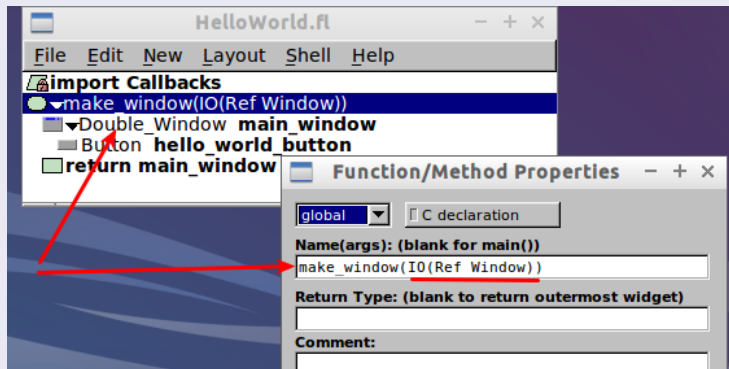 HelloWorld.fl
File Edit New Layout Shell Help
import Callbacks
make_window(IO(Ref Window))
Double_Window main_window
Button hello_world_button
return main_window
Function/Method Properties
global C declaration
Name(args): (blank for main())
make_window(IO(Ref Window))
Return Type: (blank to return outermost widget)
Comment: